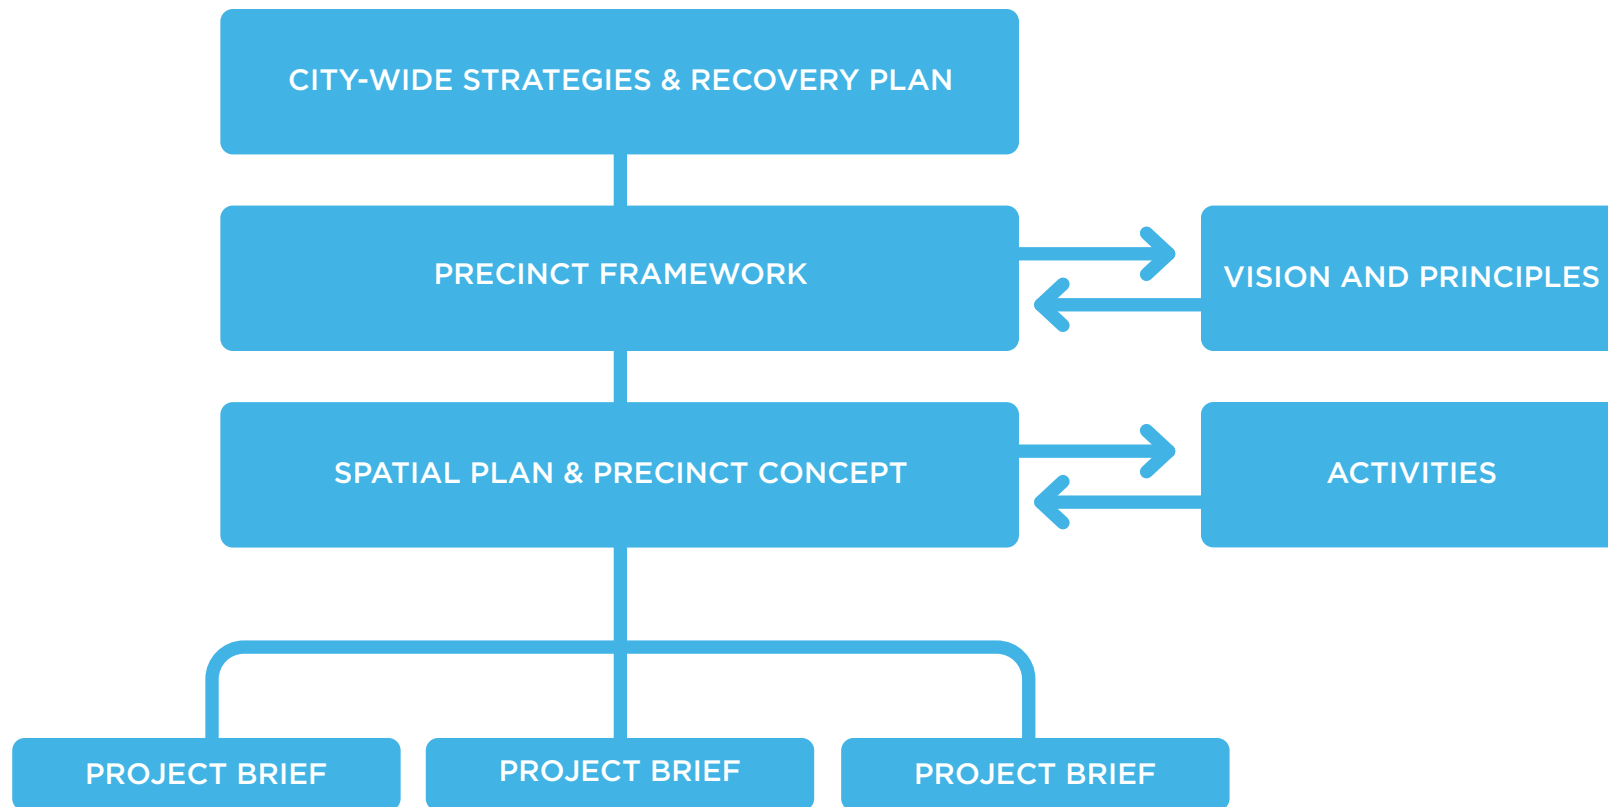 CITY-WIDE STRATEGIES & RECOVERY PLAN
PRECINCT FRAMEWORK
VISION AND PRINCIPLES
SPATIAL PLAN & PRECINCT CONCEPT
ACTIVITIES
PROJECT BRIEF
PROJECT BRIEF
PROJECT BRIEF